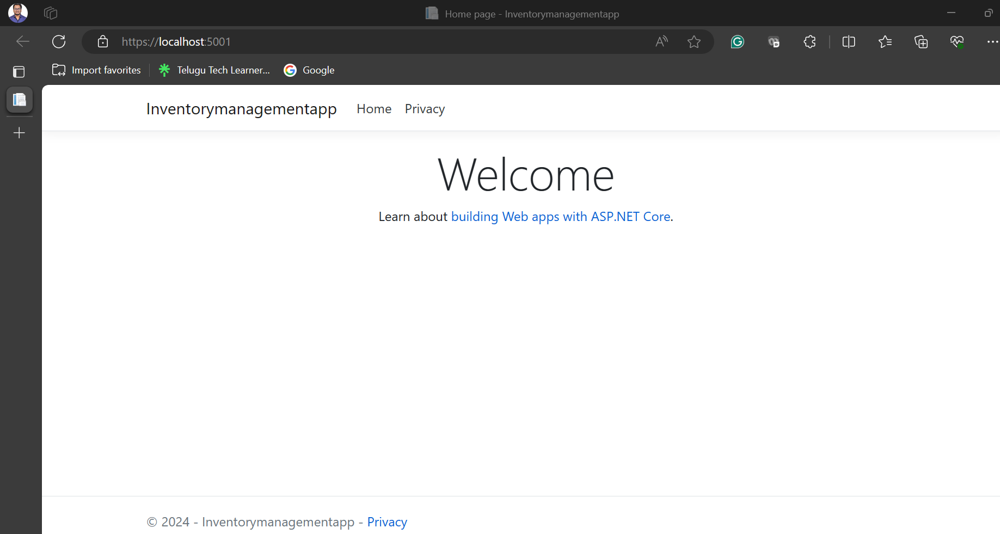 Home page - Inventorymanagementapp
https://localhost:5001
Import favorites
Telugu Tech Learner...
Google
Inventorymanagementapp Home Privacy
Welcome
Learn about building Web apps with ASP.NET Core.
© 2024 - Inventorymanagementapp - Privacy